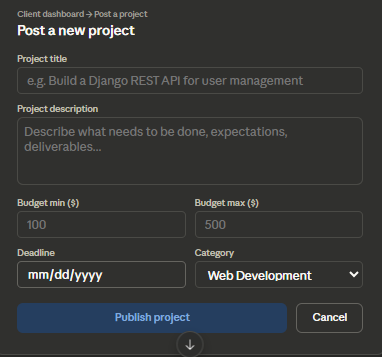 Client dashboard → Post a project
Post a new project
Project title
e.g. Build a Django REST API for user management
Project description
Describe what needs to be done, expectations,
deliverables...
Budget min ($)
Budget max ($)
100
500
Deadline
Category
mm/dd/yyyy
Web Development
Publish project
Cancel